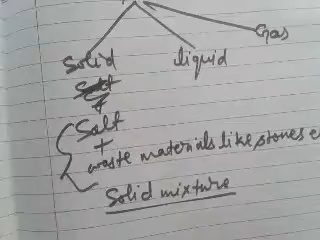 Gas
Solid liquid
Salt
+
waste materials like stones
Solid mixture